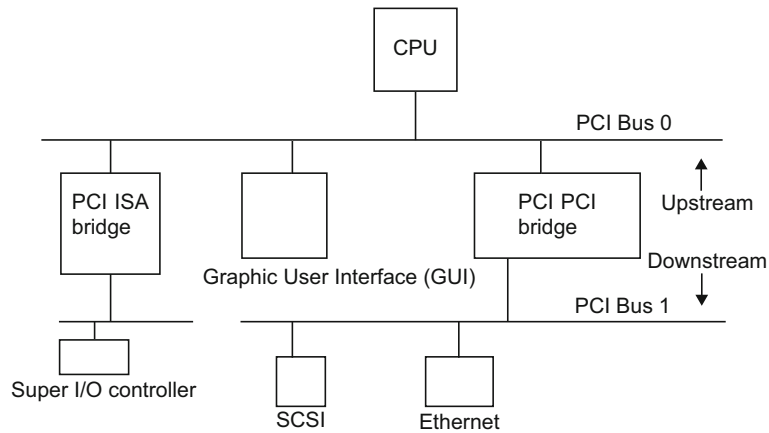 CPU
PCI Bus 0
PCI ISA
bridge
PCI PCI
bridge
Upstream
Graphic User Interface (GUI)
Downstream
PCI Bus 1
Super I/O controller
SCSI
Ethernet